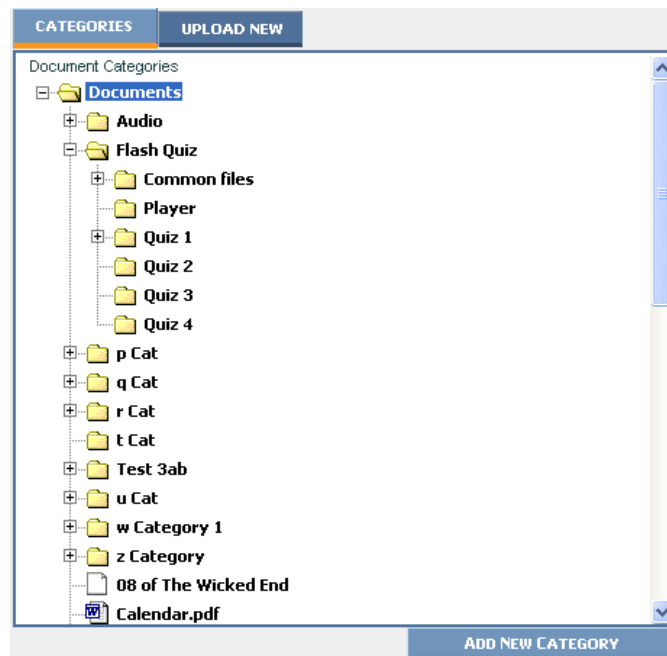 CATEGORIES UPLOAD NEW
Document Categories
Documents
Audio
Flash Quiz
Common files
Player
Quiz 1
Quiz 2
Quiz 3
Quiz 4
p Cat
q Cat
r Cat
t Cat
Test 3ab
u Cat
w Category 1
z Category
08 of The Wicked End
Calendar.pdf
ADD NEW CATEGORY